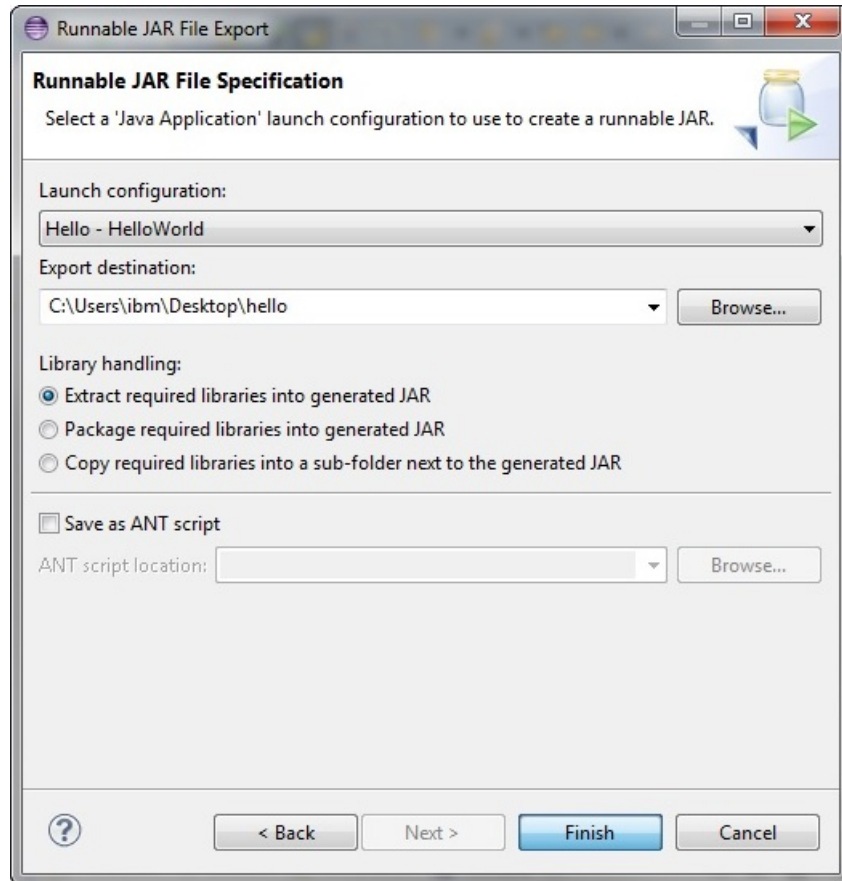 Runnable JAR File Export
Runnable JAR File Specification
Select a 'Java Application' launch configuration to use to create a runnable JAR.
Launch configuration:
Hello - HelloWorld
Export destination:
C:\Users\ibm\Desktop\hello
Browse...
Library handling:
Extract required libraries into generated JAR
Package required libraries into generated JAR
Copy required libraries into a sub-folder next to the generated JAR
Save as ANT script
ANT script location:
Browse...
?
< Back
Next >
Finish
Cancel